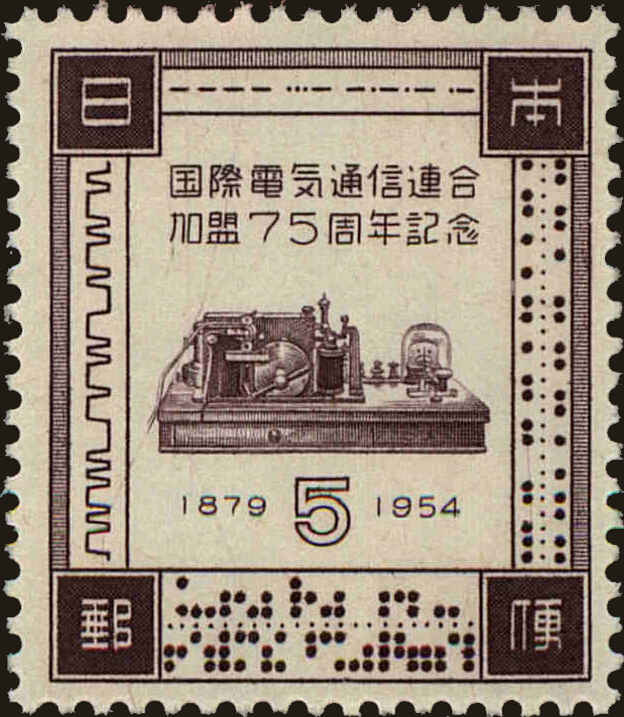 日本
国際電気通信連合
加盟75周年記念
1879 5 1954
郵便